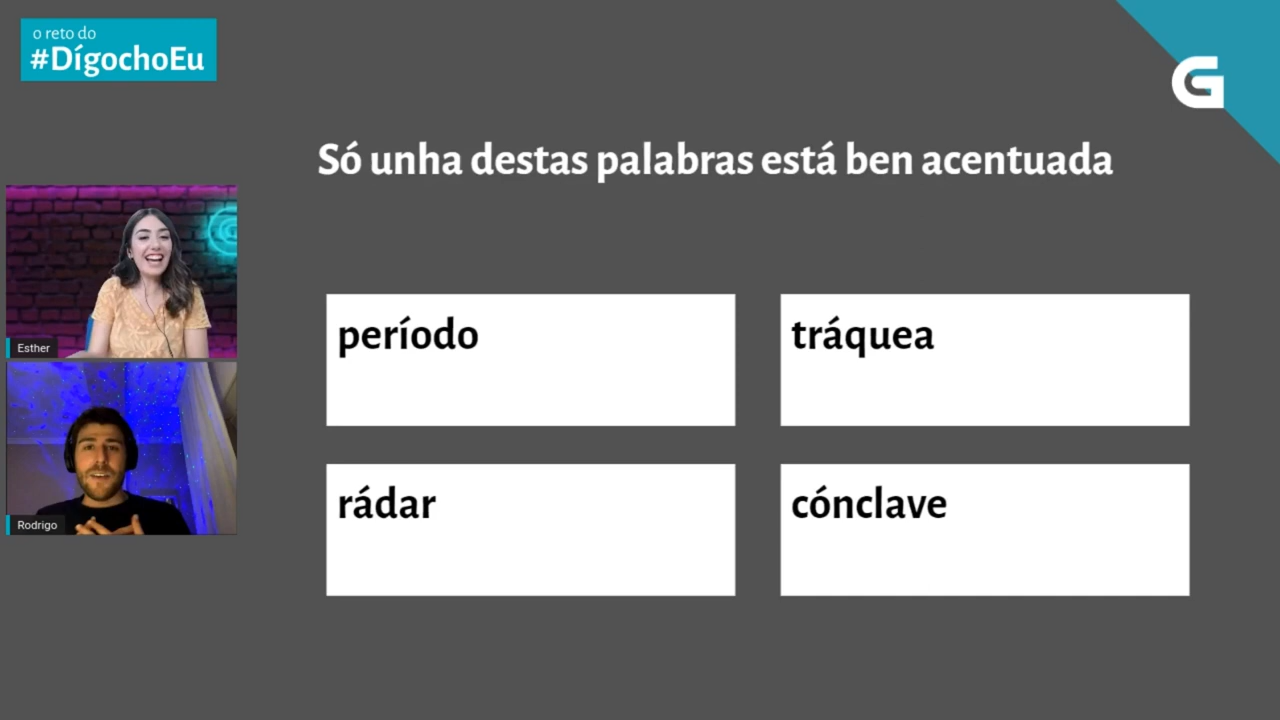 o reto do
#DígochoEu
G
Só unha destas palabras está ben acentuada
período
tráquea
rádar
cónclave
Esther
Rodrigo